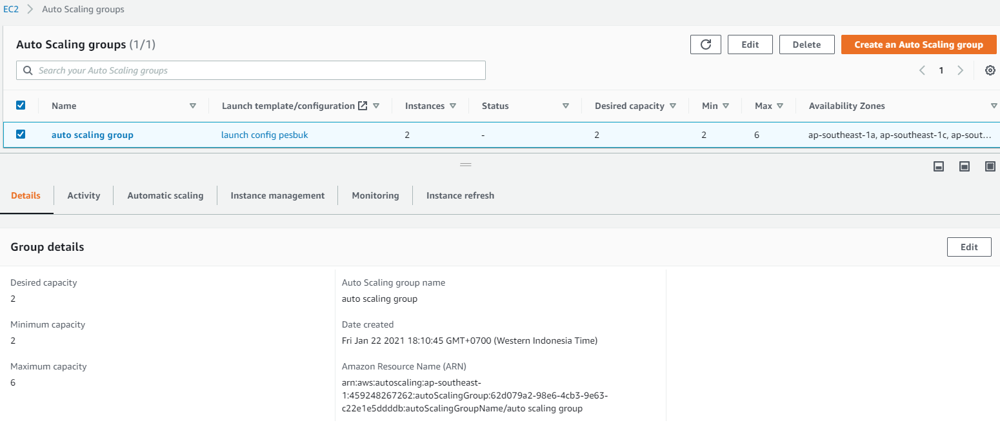 EC2 > Auto Scaling groups
Auto Scaling groups (1/1)
Edit
Delete
Create an Auto Scaling group
Search your Auto Scaling groups
1
Name
Launch template/configuration
Instances
Status
Desired capacity
Min
Max
Availability Zones
auto scaling group
launch config pesbuk
2
-
2
2
6
ap-southeast-1a, ap-southeast-1c, ap-sout...
Details
Activity
Automatic scaling
Instance management
Monitoring
Instance refresh
Group details
Edit
Desired capacity
2
Minimum capacity
2
Maximum capacity
6
Auto Scaling group name
auto scaling group
Date created
Fri Jan 22 2021 18:10:45 GMT+0700 (Western Indonesia Time)
Amazon Resource Name (ARN)
arn:aws:autoscaling:ap-southeast-
1:459248267262:autoScalingGroup:62d079a2-98e6-4cb3-9e63-
c22e1e5ddddb:autoScalingGroupName/auto scaling group